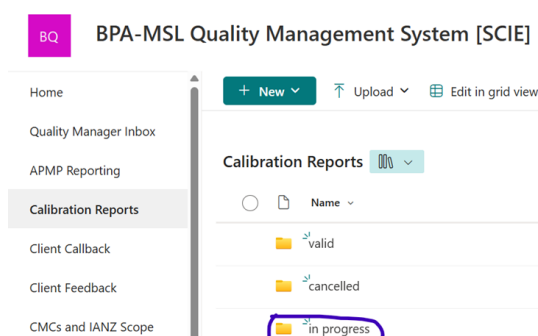 BQ
BPA-MSL Quality Management System [SCIE]
Home
Quality Manager Inbox
APMP Reporting
Calibration Reports
Client Callback
Client Feedback
CMCs and IANZ Scope
+ New
Upload
Edit in grid view
Calibration Reports
Name
valid
cancelled
in progress